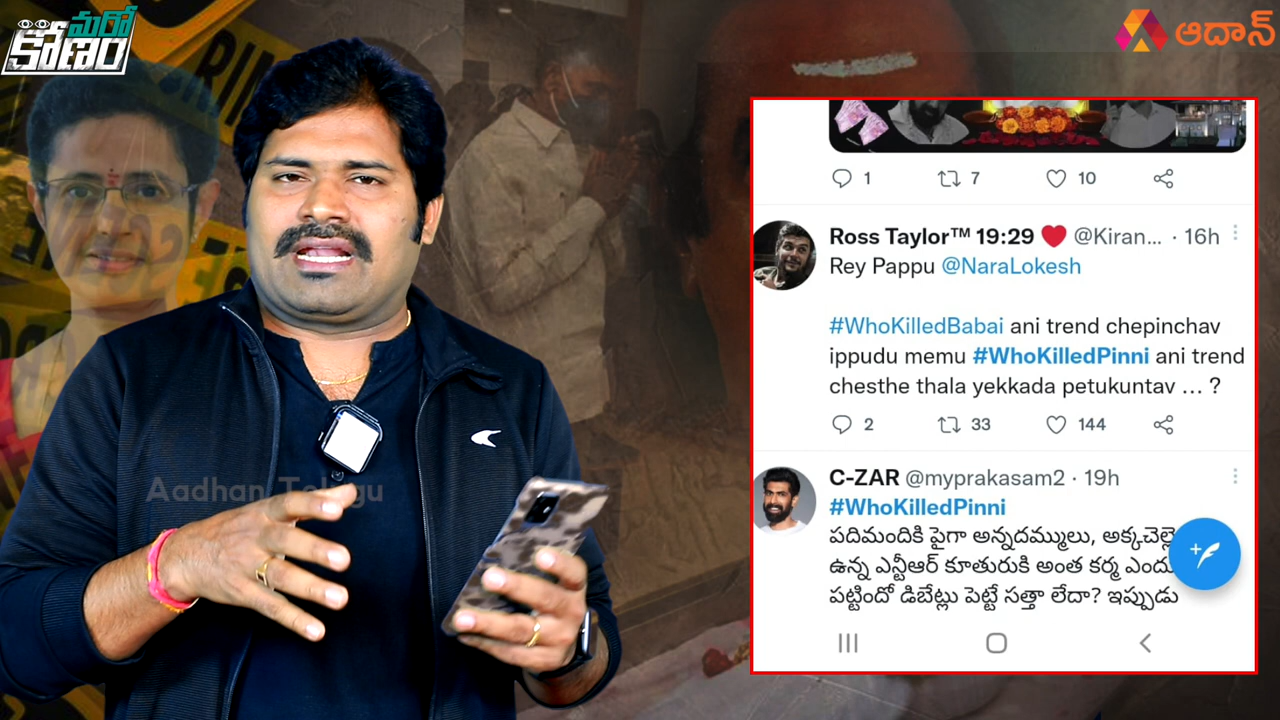 మరో
కోణం
ఆదాన్
Aadhan Telugu
1
7
10
Ross Taylor™ 19:29 ❤️ @Kiran... · 16h
Rey Pappu @NaraLokesh
#WhoKilledBabai ani trend chepinchav
ippudu memu #WhoKilledPinni ani trend
chesthe thala yekkada petukuntav ... ?
2
33
144
C-ZAR @myprakasam2 · 19h
#WhoKilledPinni
పదిమందికి పైగా అన్నదమ్ములు, అక్కచెల్లె
ఉన్న ఎన్టీఆర్ కూతురుకి అంత కర్మ ఎందు
పట్టిందో డిబేట్లు పెట్టే సత్తా లేదా? ఇప్పుడు